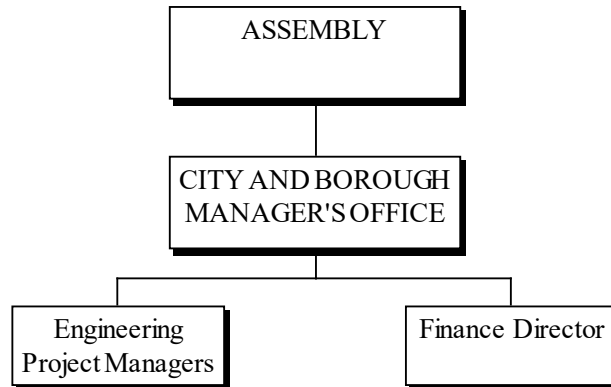 ASSEMBLY
CITY AND BOROUGH
MANAGER'S OFFICE
Engineering
Project Managers
Finance Director